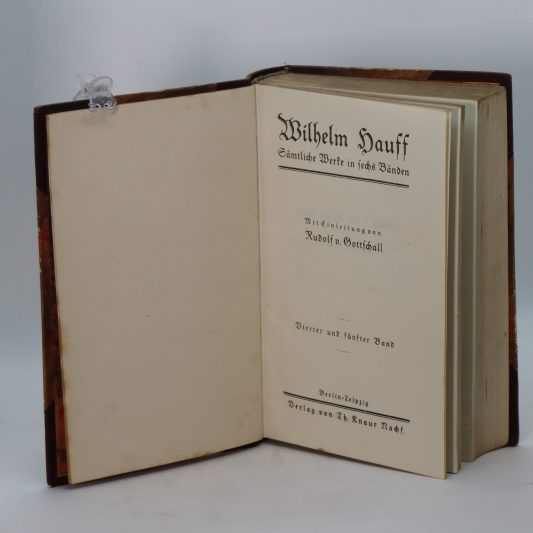 Wilhelm Hauff
Sämtliche Werke in sechs Bänden
Mit Einleitung von
Rudolf v. Gottschall
Vierter und fünfter Band
Berlin-Leipzig
Verlag von Th. Knaur Nachf.